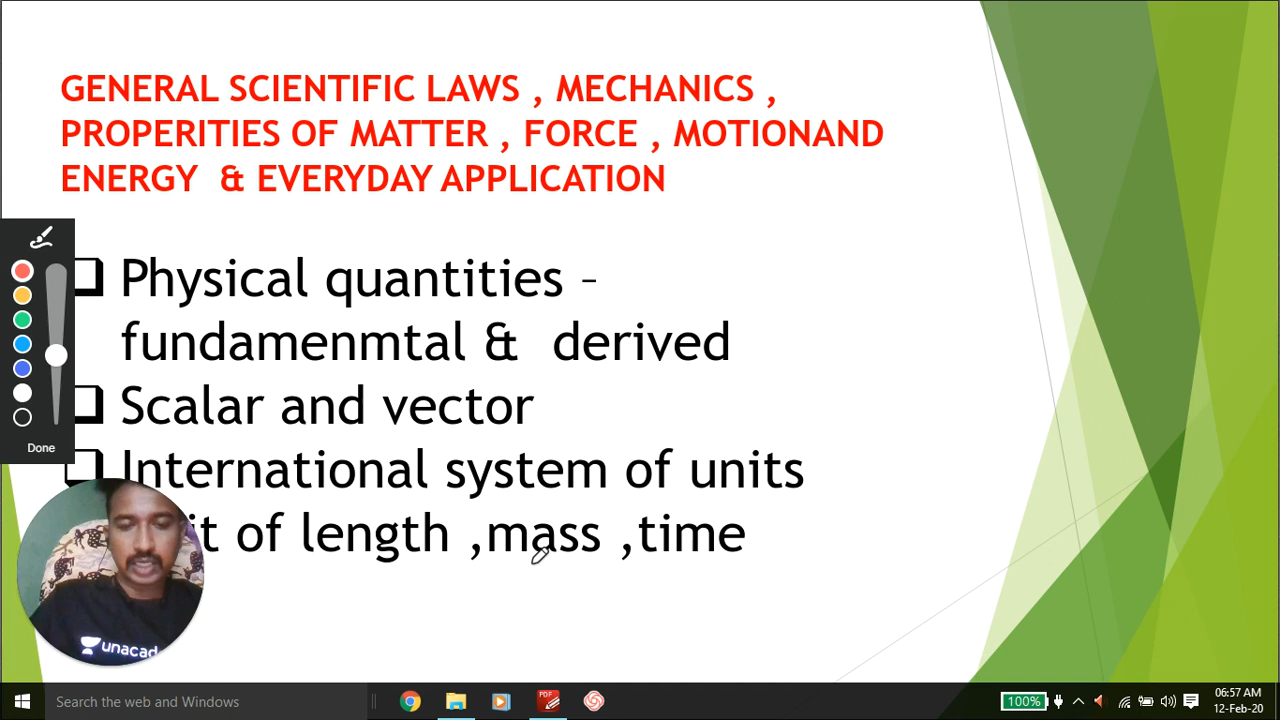 GENERAL SCIENTIFIC LAWS , MECHANICS ,
PROPERITIES OF MATTER , FORCE , MOTIONAND
ENERGY & EVERYDAY APPLICATION
Physical quantities –
fundamenmtal & derived
Scalar and vector
International system of units
it of length ,mass ,time
Done
unacad
Search the web and Windows
PDF
100%
06:57 AM
12-Feb-20